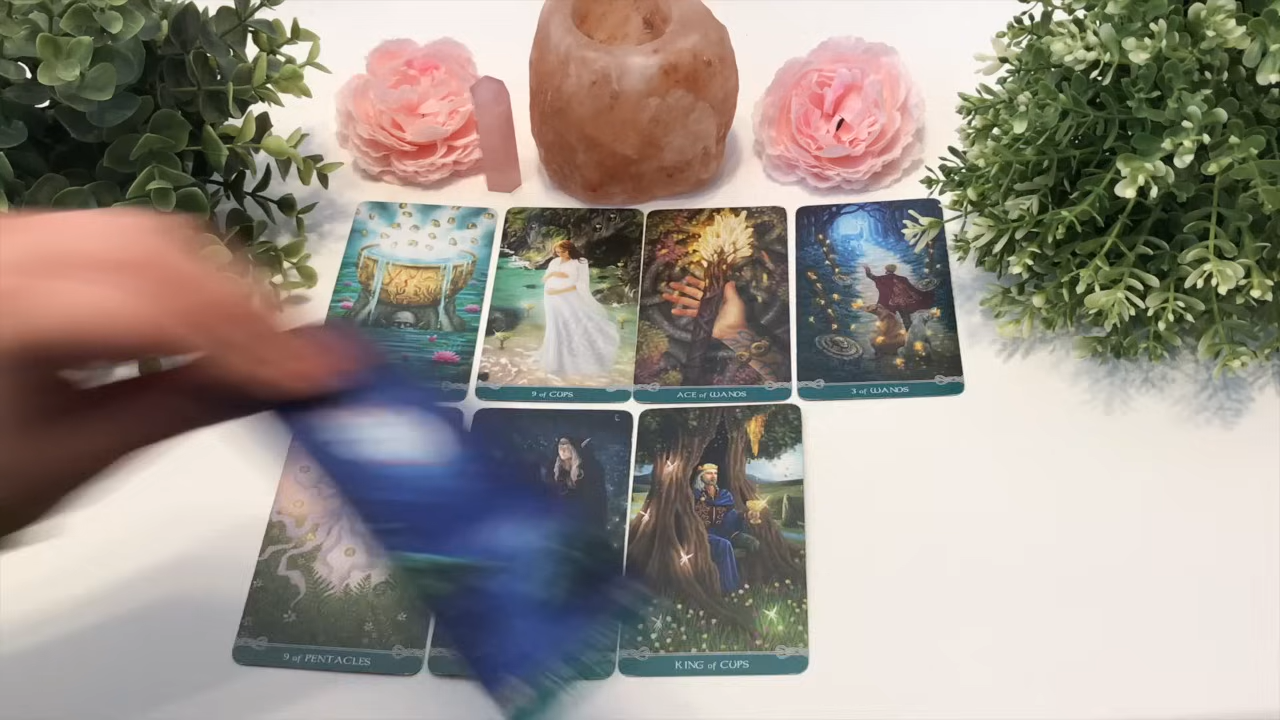 9 of CUPS
ACE of WANDS
3 of WANDS
9 of PENTACLES
KING of CUPS